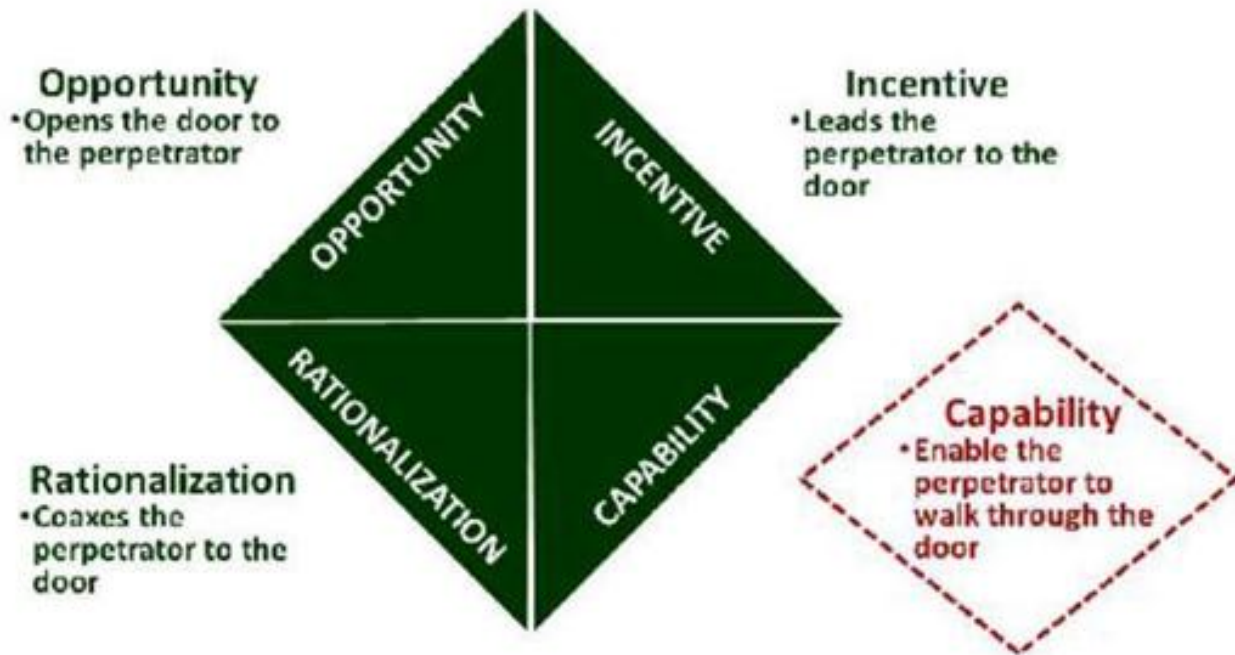 Opportunity
•Opens the door to
the perpetrator
OPPORTUNITY
INCENTIVE
Incentive
•Leads the
perpetrator to the
door
Rationalization
•Coaxes the
perpetrator to the
door
RATIONALIZATION
CAPABILITY
Capability
•Enable the
perpetrator to
walk through the
door